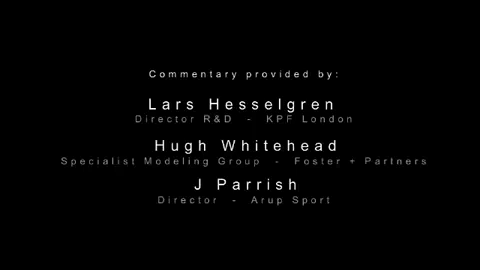 Commentary provided by:
Lars Hesselgren
Director R&D - KPF London
Hugh Whitehead
Specialist Modeling Group - Foster + Partners
J Parrish
Director - Arup Sport